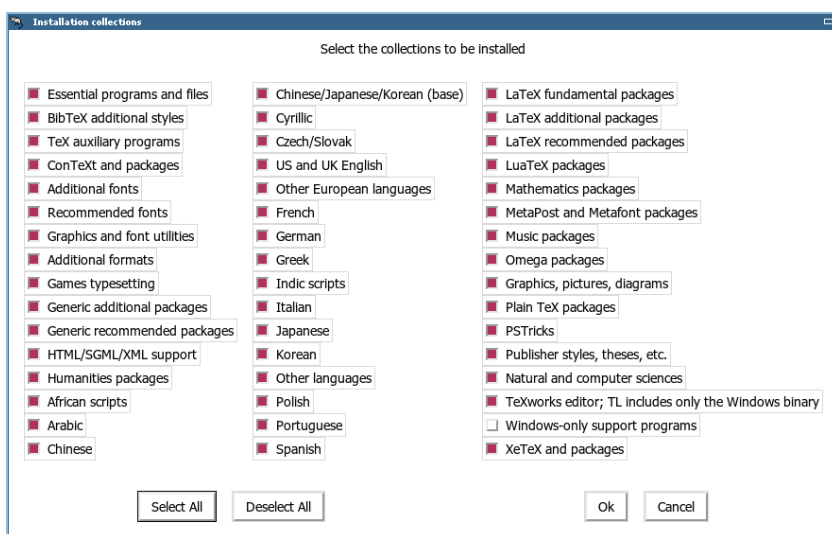 Installation collections
Select the collections to be installed
Essential programs and files
BibTeX additional styles
TeX auxiliary programs
ConTeXt and packages
Additional fonts
Recommended fonts
Graphics and font utilities
Additional formats
Games typesetting
Generic additional packages
Generic recommended packages
HTML/SGML/XML support
Humanities packages
African scripts
Arabic
Chinese
Chinese/Japanese/Korean (base)
Cyrillic
Czech/Slovak
US and UK English
Other European languages
French
German
Greek
Indic scripts
Italian
Japanese
Korean
Other languages
Polish
Portuguese
Spanish
LaTeX fundamental packages
LaTeX additional packages
LaTeX recommended packages
LuaTeX packages
Mathematics packages
MetaPost and Metafont packages
Music packages
Omega packages
Graphics, pictures, diagrams
Plain TeX packages
PSTricks
Publisher styles, theses, etc.
Natural and computer sciences
TeXworks editor; TL includes only the Windows binary
Windows-only support programs
XeTeX and packages
Select All
Deselect All
Ok
Cancel